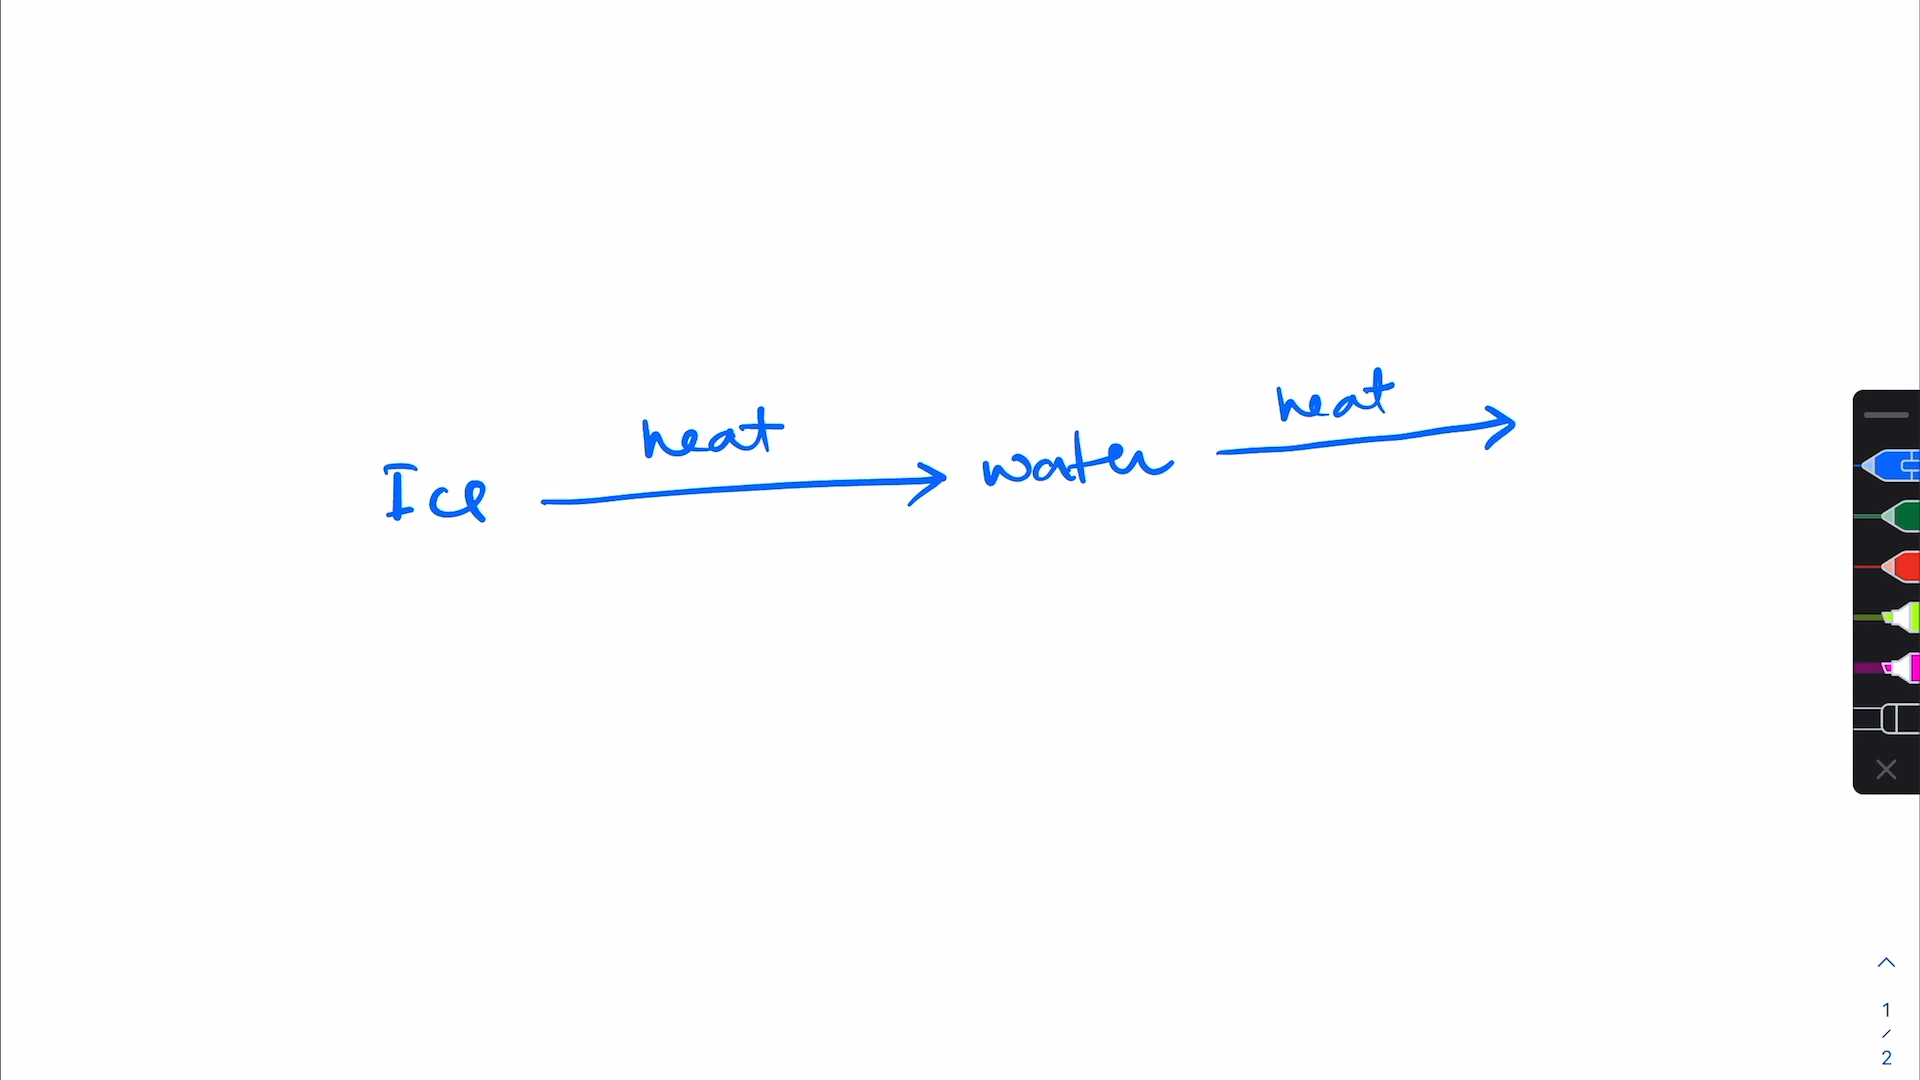 Ice heat → water heat →
1
/
2